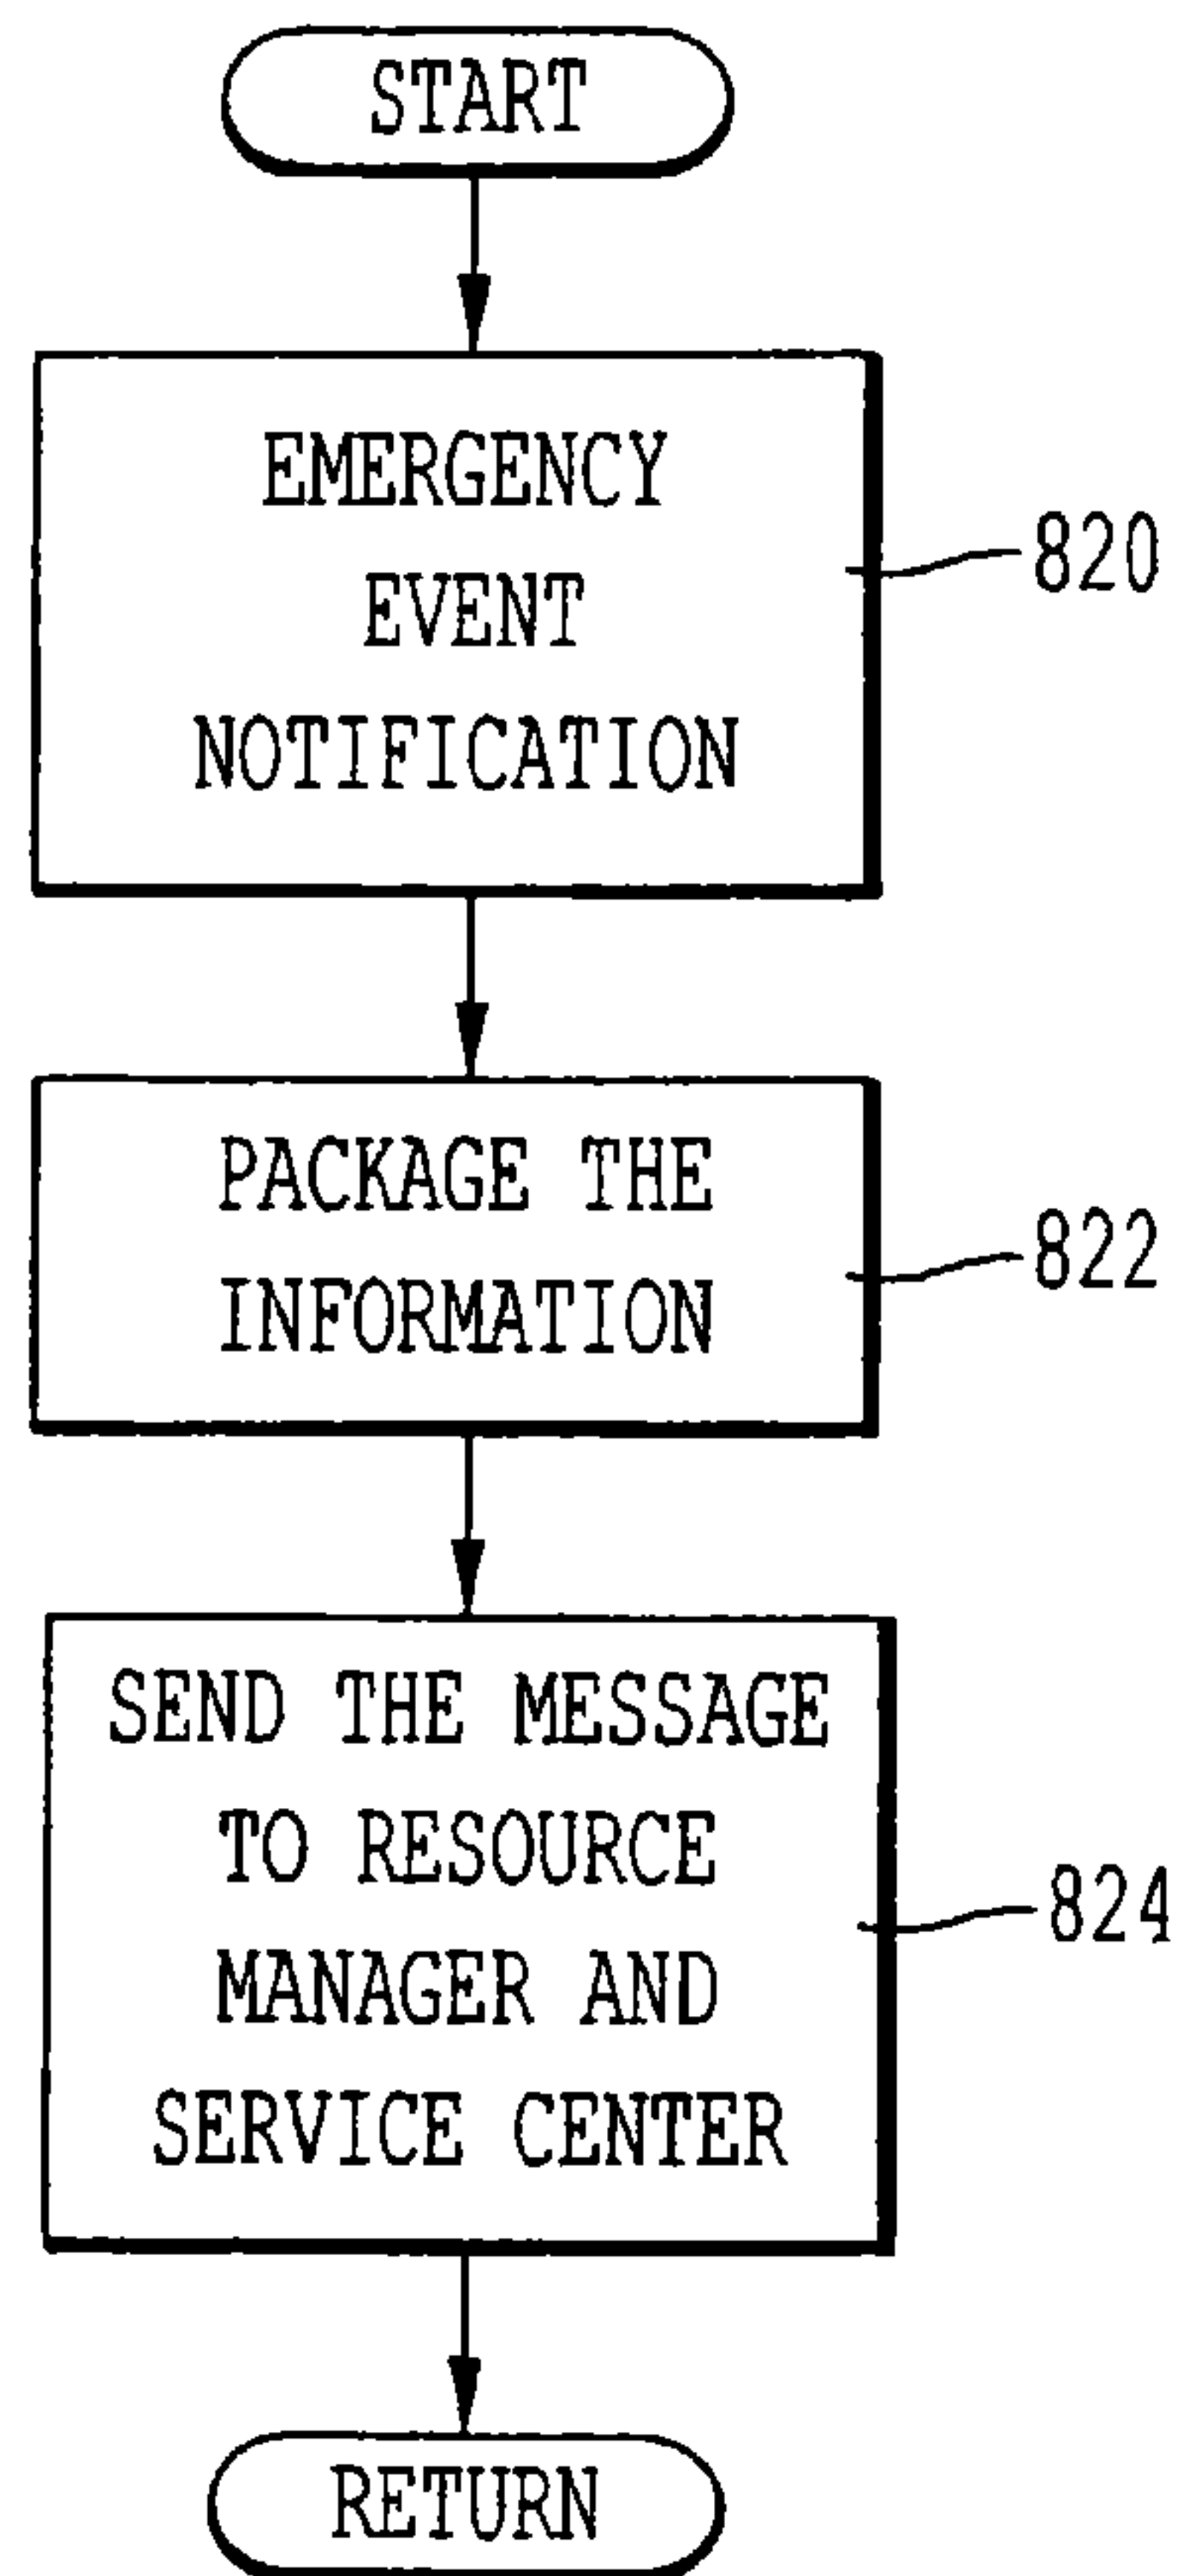 START
EMERGENCY
EVENT
NOTIFICATION
820
PACKAGE THE
INFORMATION
822
SEND THE MESSAGE
TO RESOURCE
MANAGER AND
SERVICE CENTER
824
RETURN